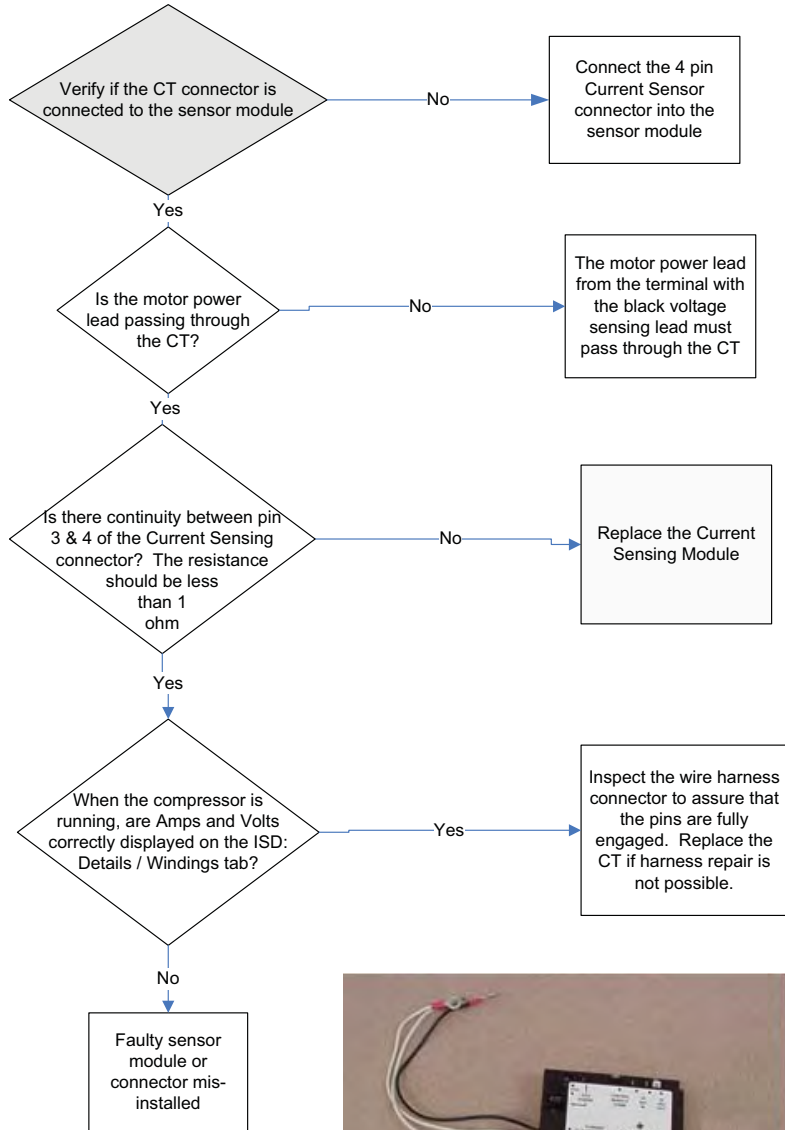 Verify if the CT connector is
connected to the sensor module
No
Connect the 4 pin
Current Sensor
connector into the
sensor module
Yes
Is the motor power
lead passing through
the CT?
No
The motor power lead
from the terminal with
the black voltage
sensing lead must
pass through the CT
Yes
Is there continuity between pin
3 & 4 of the Current Sensing
connector? The resistance
should be less
than 1
ohm
No
Replace the Current
Sensing Module
Yes
When the compressor is
running, are Amps and Volts
correctly displayed on the ISD:
Details / Windings tab?
Yes
Inspect the wire harness
connector to assure that
the pins are fully
engaged. Replace the
CT if harness repair is
not possible.
No
Faulty sensor
module or
connector mis-
installed